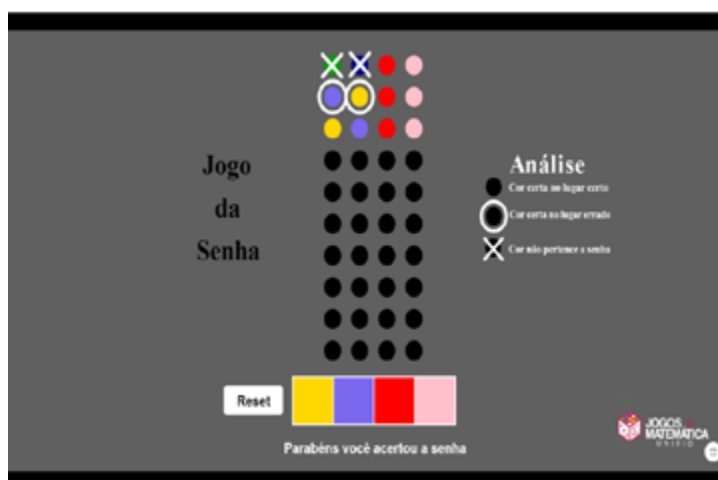 Jogo
da
Senha
Análise
Cor certa no lugar certo
Cor certa no lugar errado
Cor não pertence a senha
Reset
Parabéns você acertou a senha
JOGOS
MATEMÁTICA
UNIRIO